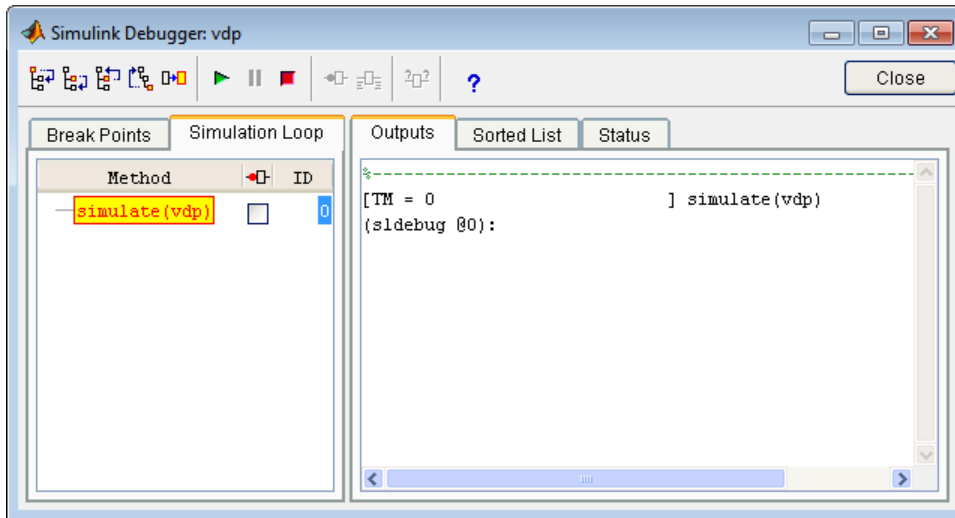 Simulink Debugger: vdp
Close
Break Points
Simulation Loop
Outputs
Sorted List
Status
Method
ID
simulate(vdp)
0
%----------------------------------------------------------------
[TM = 0                    ] simulate(vdp)
(sldebug @0):